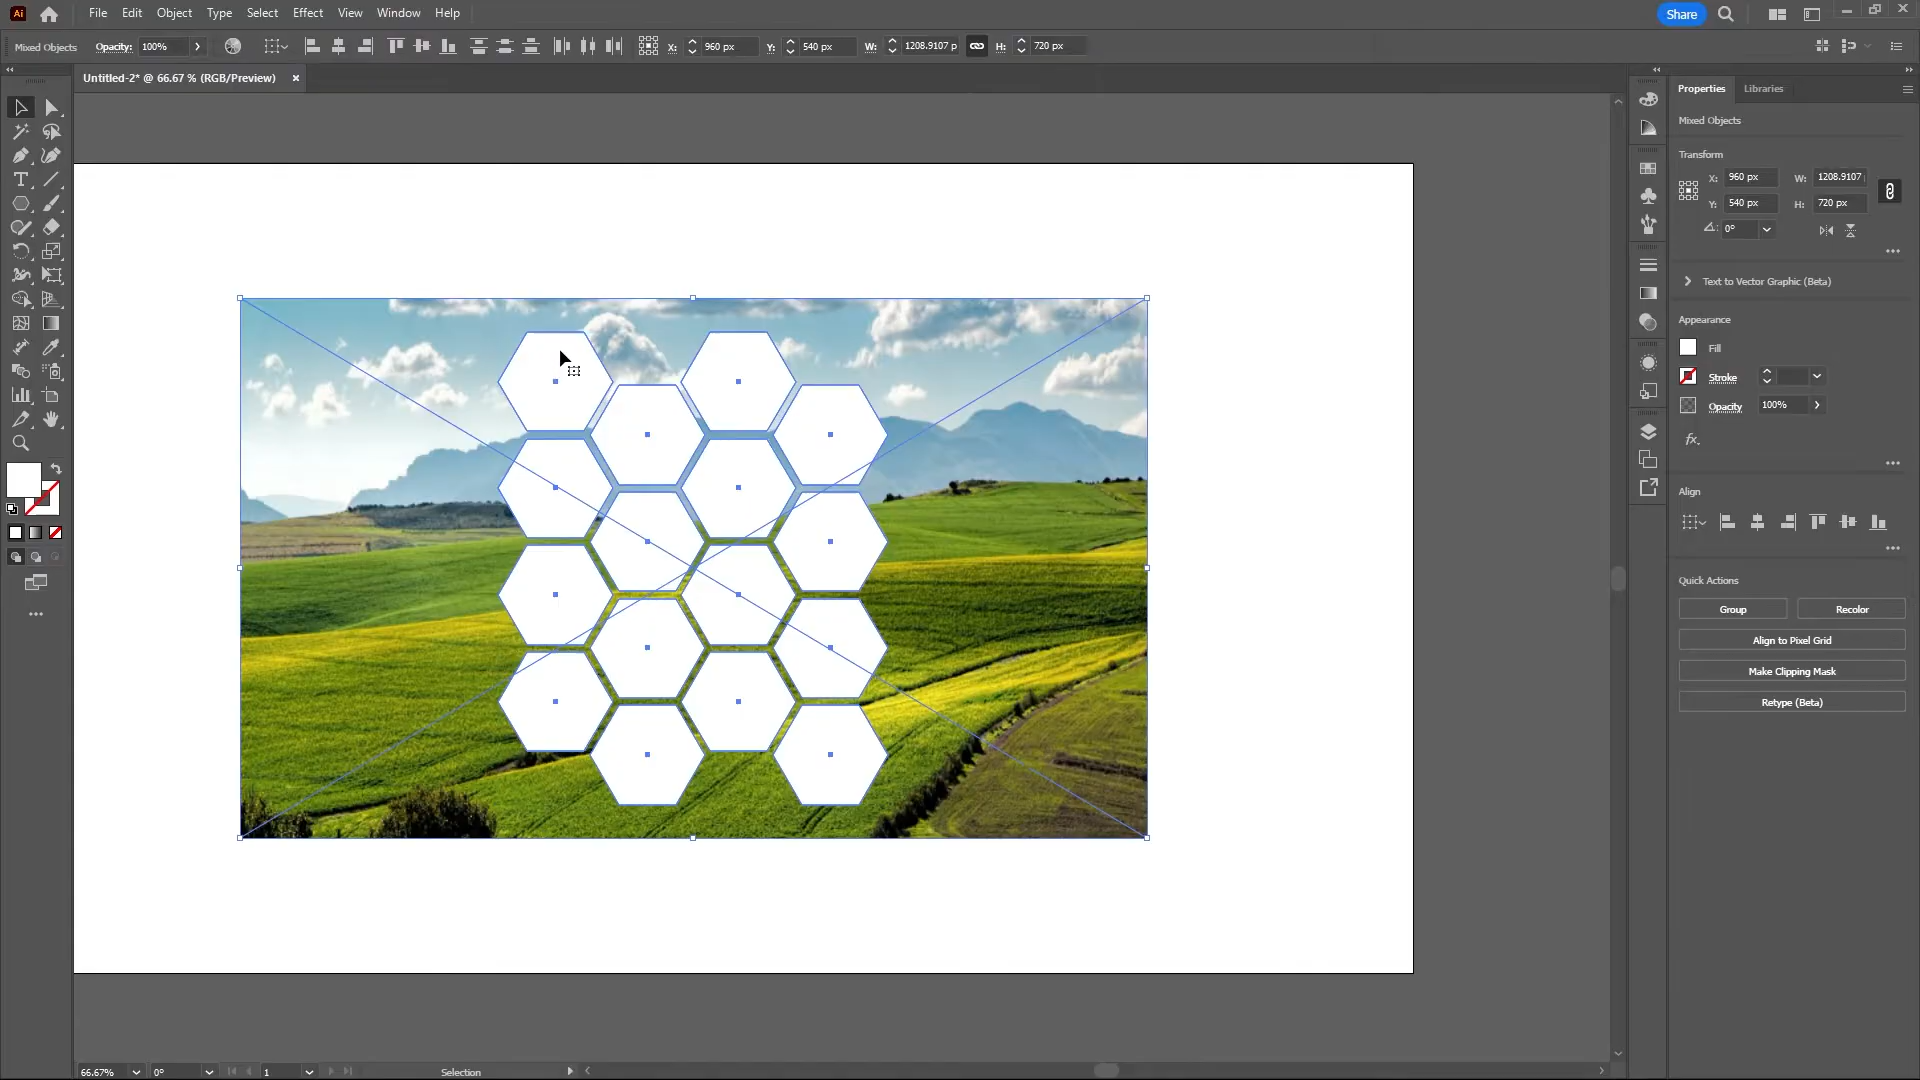 Ai File Edit Object Type Select Effect View Window Help Share
Mixed Objects Opacity: 100% X: 960 px Y: 540 px W: 1208.9107 p H: 720 px
Untitled-2* @ 66.67 % (RGB/Preview) ×
Properties Libraries
Mixed Objects
Transform
X: 960 px W: 1208.9107
Y: 540 px H: 720 px
0°
Text to Vector Graphic (Beta)
Appearance
Fill
Stroke
Opacity 100%
fx.
Align
Quick Actions
Group Recolor
Align to Pixel Grid
Make Clipping Mask
Retype (Beta)
66.67% 0° 1 Selection